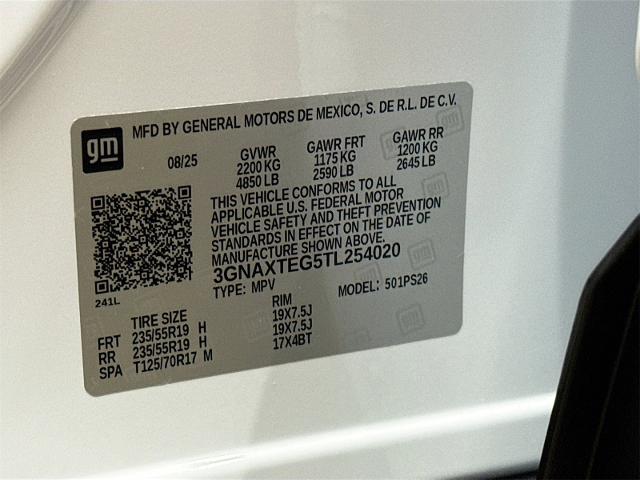 gm
MFD BY GENERAL MOTORS DE MEXICO, S. DE R.L. DE C.V.
08/25 GVWR GAWR FRT GAWR RR
2200 KG 1175 KG 1200 KG
4850 LB 2590 LB 2645 LB
THIS VEHICLE CONFORMS TO ALL
APPLICABLE U.S. FEDERAL MOTOR
VEHICLE SAFETY AND THEFT PREVENTION
STANDARDS IN EFFECT ON THE DATE OF
MANUFACTURE SHOWN ABOVE.
3GNAXTEG5TL254020
TYPE: MPV MODEL: 501PS26
241L
TIRE SIZE RIM
FRT 235/55R19 H 19X7.5J
RR 235/55R19 H 19X7.5J
SPA T125/70R17 M 17X4BT